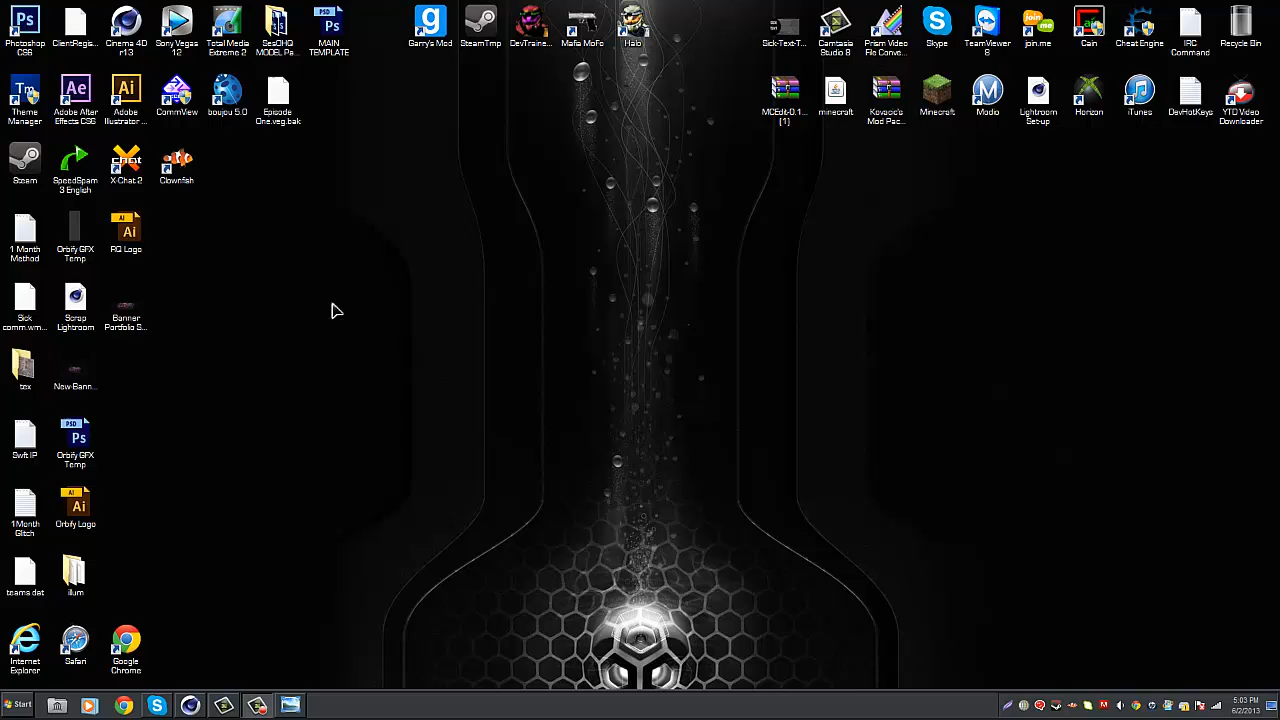 Photoshop CS6
ClientRegis...
Cinema 4D r13
Sony Vegas 12
Total Media Extreme 2
BesOHQ MODEL Pa...
MAIN TEMPLATE
Garry's Mod
SteamTmp
DevTraine...
Mafia MoFo
Halo
Sick-Text-T...
Camtasia Studio 8
Prism Video File Conve...
Skype
TeamViewer 8
join.me
Cain
Cheat Engine
IRC Command
Recycle Bin
Theme Manager
Adobe After Effects CS6
Adobe Illustrator ...
CommView
boujou 5.0
Episode One.veg.bak
MCEdit-0.1... [1]
minecraft
Kovacic's Mod Pac...
Minecraft
Modio
Lightroom Setup
Horizon
iTunes
DavHotKeys
YTD Video Downloader
Steam
SpeedSpam 3 English
X-Chat 2
Clownfish
1 Month Method
Orbify GFX Temp
RQ Logo
Sick comm.wm...
Scrap Lightroom
Banner Portfolio S...
tex
New-Bann...
Swft IP
Orbify GFX Temp
1Month Glitch
Orbify Logo
teams.dat
illum
Internet Explorer
Safari
Google Chrome
Start
5:03 PM
6/2/2013